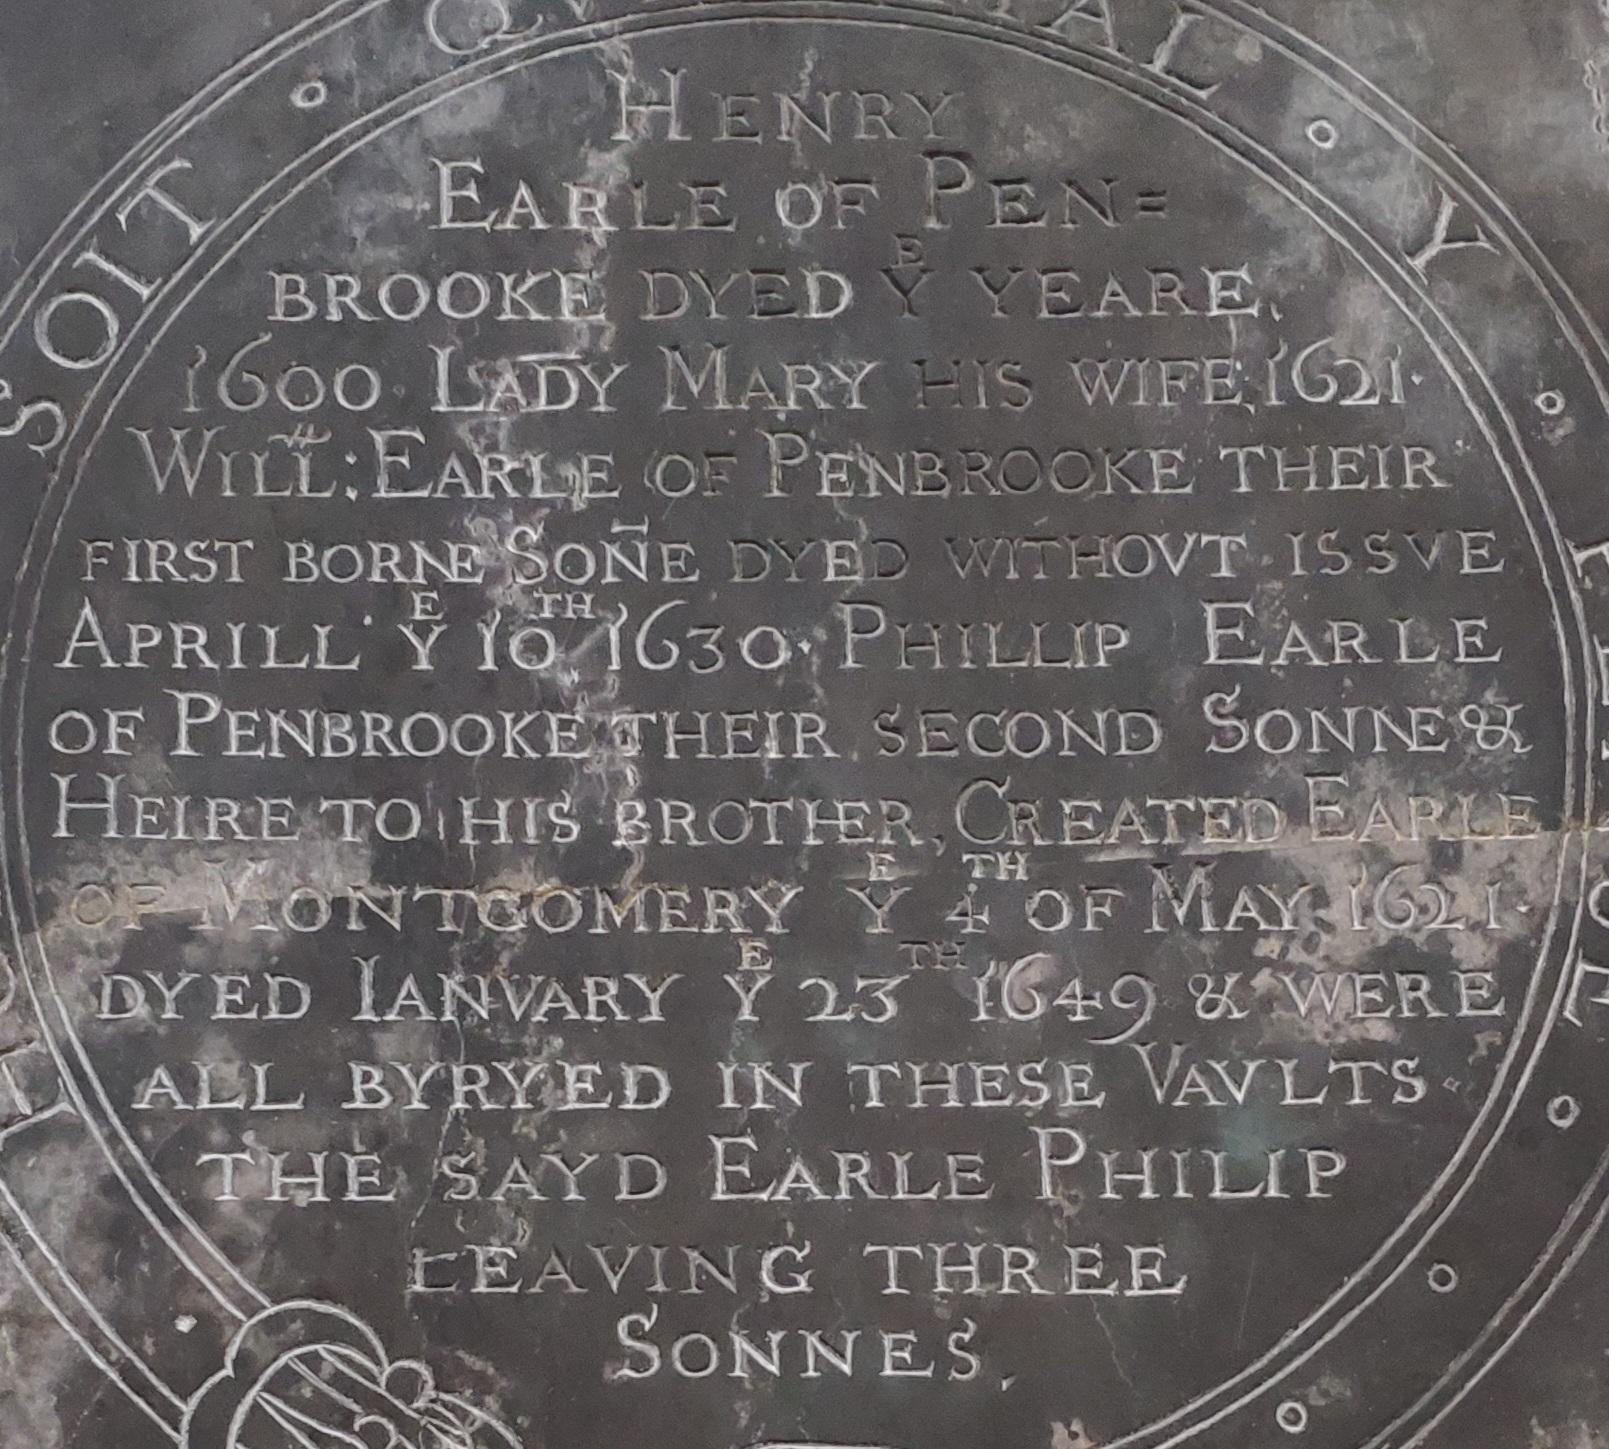 SOIT QVI MAL Y
HENRY
EARLE OF PEN=
BROOKE DYED Yᴱ YEARE,
1600. LADY MARY HIS WIFE, 1621.
WILL̃: EARLE OF PENBROOKE THEIR
FIRST BORNE SOÑE DYED WITHOVT ISSVE
APRILL Yᴱ 10ᵀᴴ 1630. PHILLIP EARLE
OF PENBROOKE THEIR SECOND SONNE &
HEIRE TO HIS BROTHER, CREATED EARLE
OF MONTGOMERY Yᴱ 4ᵀᴴ OF MAY 1621.
DYED IANVARY Yᴱ 23ᵀᴴ 1649 & WERE
ALL BYRYED IN THESE VAVLTS.
THE SAYD EARLE PHILIP
LEAVING THREE
SONNES,